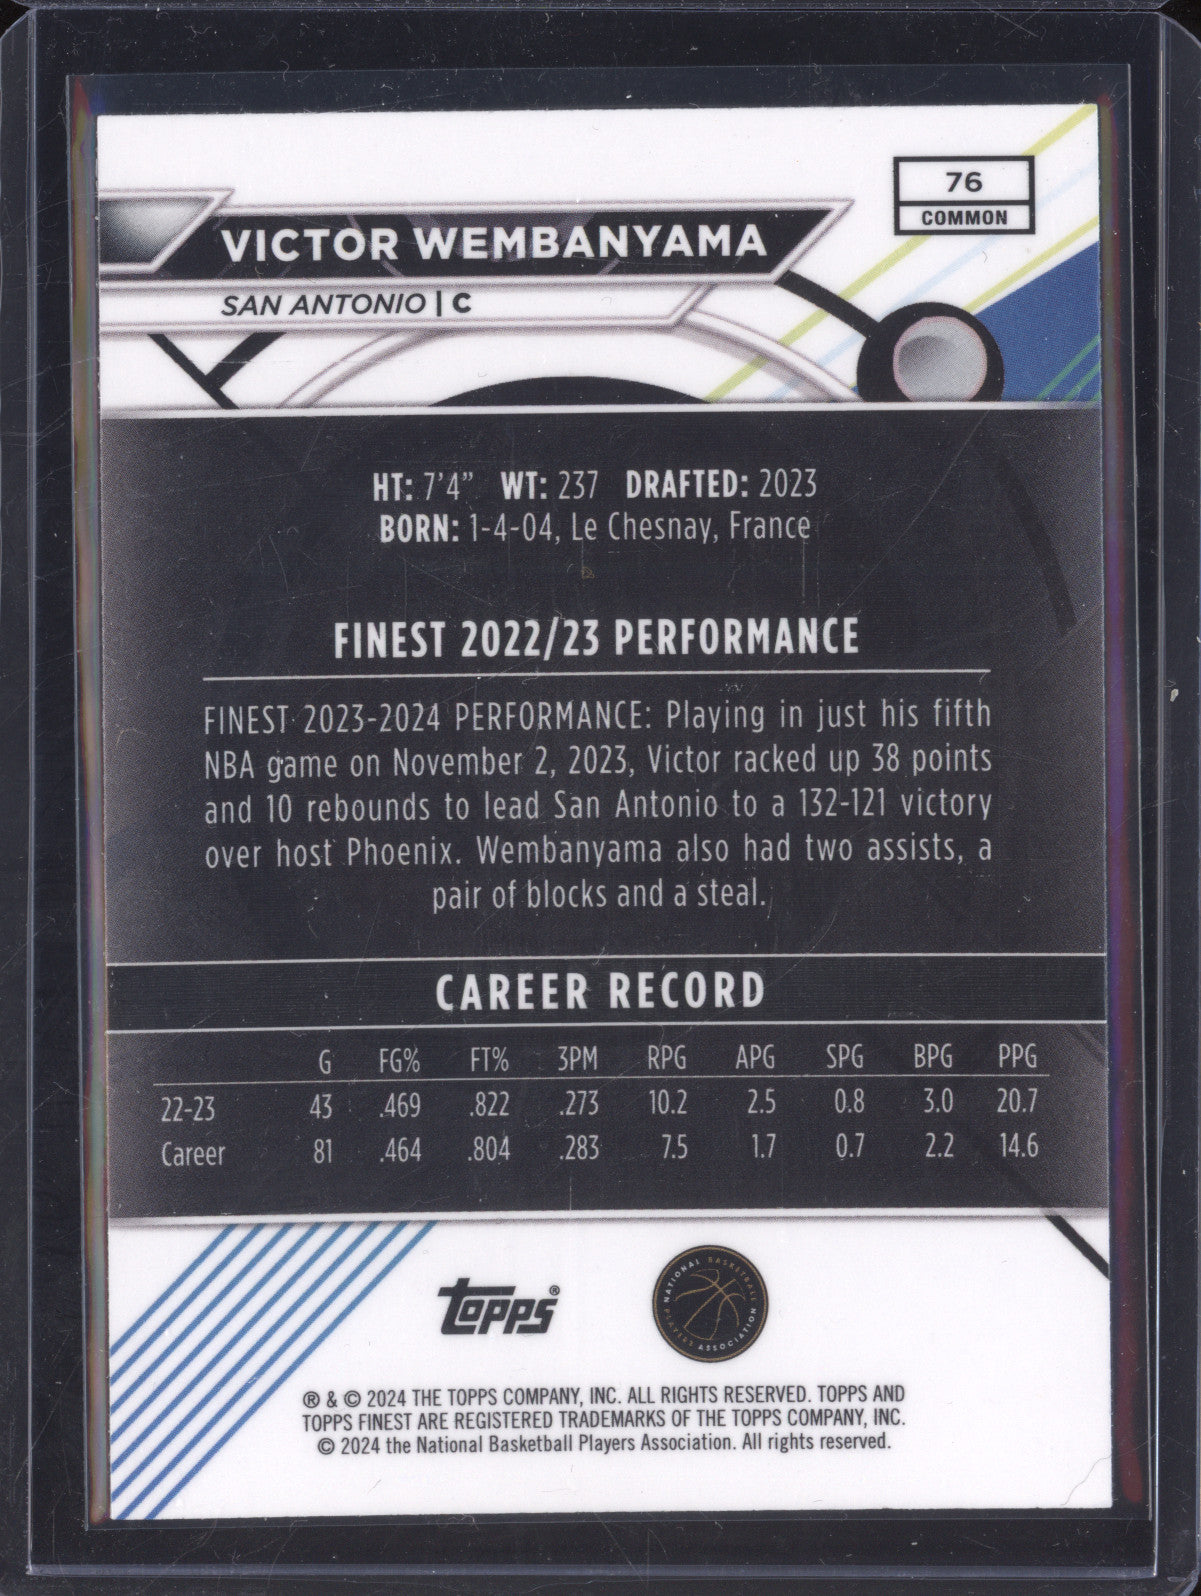 76
COMMON
VICTOR WEMBANYAMA
SAN ANTONIO | C
HT: 7'4" WT: 237 DRAFTED: 2023
BORN: 1-4-04, Le Chesnay, France
FINEST 2022/23 PERFORMANCE
FINEST 2023-2024 PERFORMANCE: Playing in just his fifth
NBA game on November 2, 2023, Victor racked up 38 points
and 10 rebounds to lead San Antonio to a 132-121 victory
over host Phoenix. Wembanyama also had two assists, a
pair of blocks and a steal.
CAREER RECORD
G FG% FT% 3PM RPG APG SPG BPG PPG
22-23 43 .469 .822 .273 10.2 2.5 0.8 3.0 20.7
Career 81 .464 .804 .283 7.5 1.7 0.7 2.2 14.6
Topps®
NATIONAL BASKETBALL
PLAYERS ASSOCIATION
® & © 2024 THE TOPPS COMPANY, INC. ALL RIGHTS RESERVED. TOPPS AND
TOPPS FINEST ARE REGISTERED TRADEMARKS OF THE TOPPS COMPANY, INC.
© 2024 the National Basketball Players Association. All rights reserved.